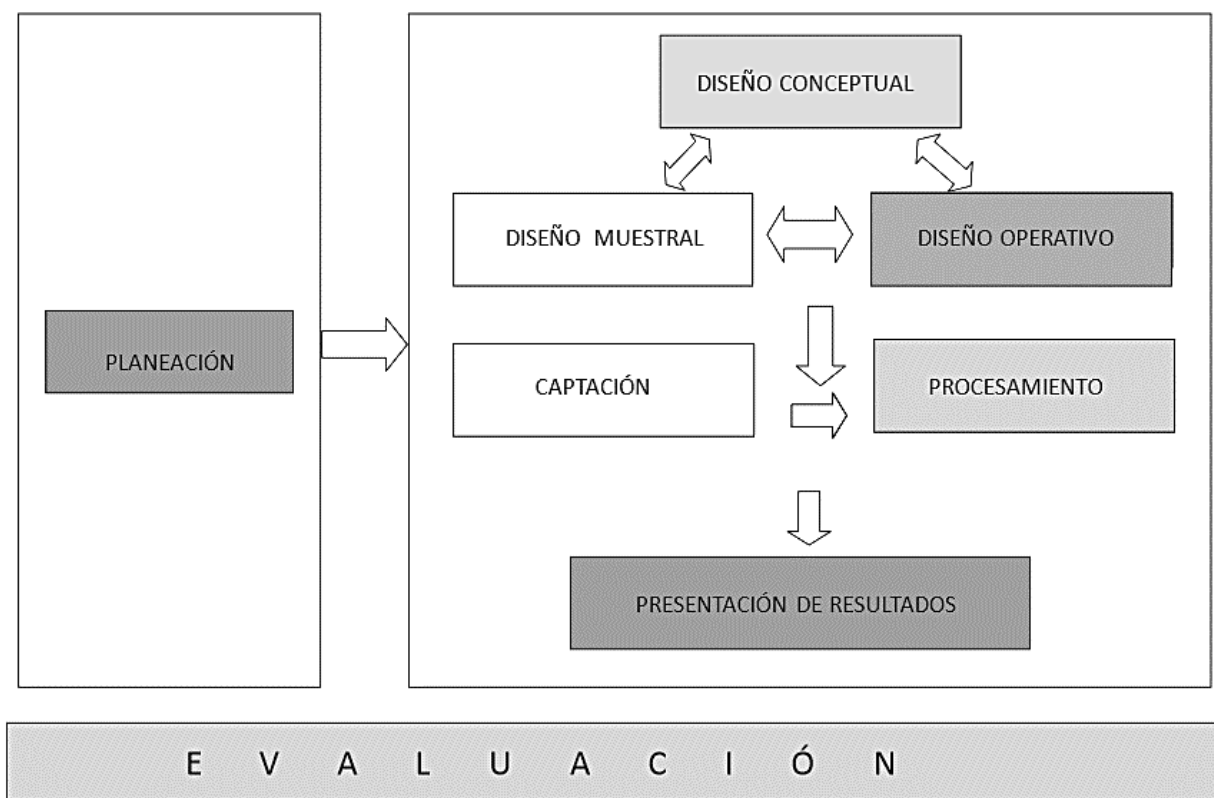 DISEÑO CONCEPTUAL
DISEÑO MUESTRAL
DISEÑO OPERATIVO
PLANEACIÓN
CAPTACIÓN
PROCESAMIENTO
PRESENTACIÓN DE RESULTADOS
E V A L U A C I Ó N